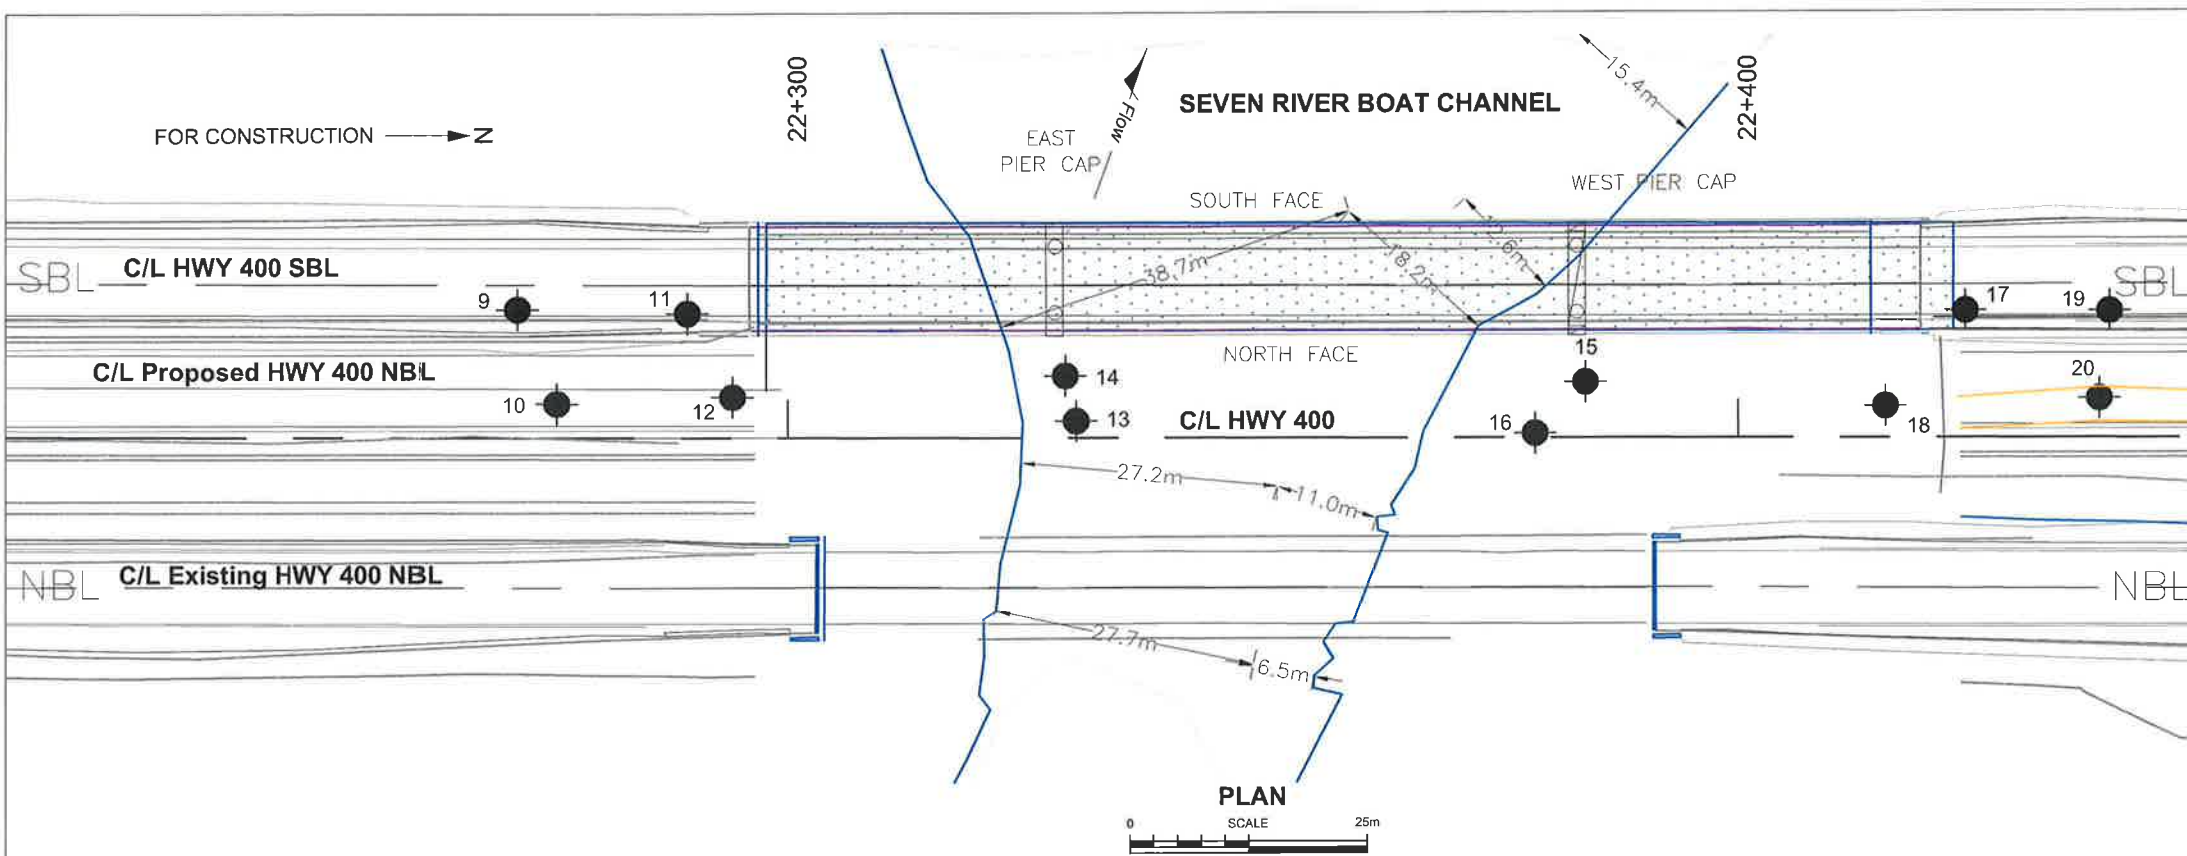 22+300
22+400
15.4m
SEVEN RIVER BOAT CHANNEL
Flow
FOR CONSTRUCTION N
EAST
PIER CAP
WEST PIER CAP
SOUTH FACE
SBL
C/L HWY 400 SBL
9
11
38.7m
18.2m
12.6m
17
19
SBL
NORTH FACE
15
C/L Proposed HWY 400 NBL
10
12
14
13
C/L HWY 400
16
18
20
27.2m
11.0m
NBL
C/L Existing HWY 400 NBL
NBL
27.7m
6.5m
PLAN
0 SCALE 25m